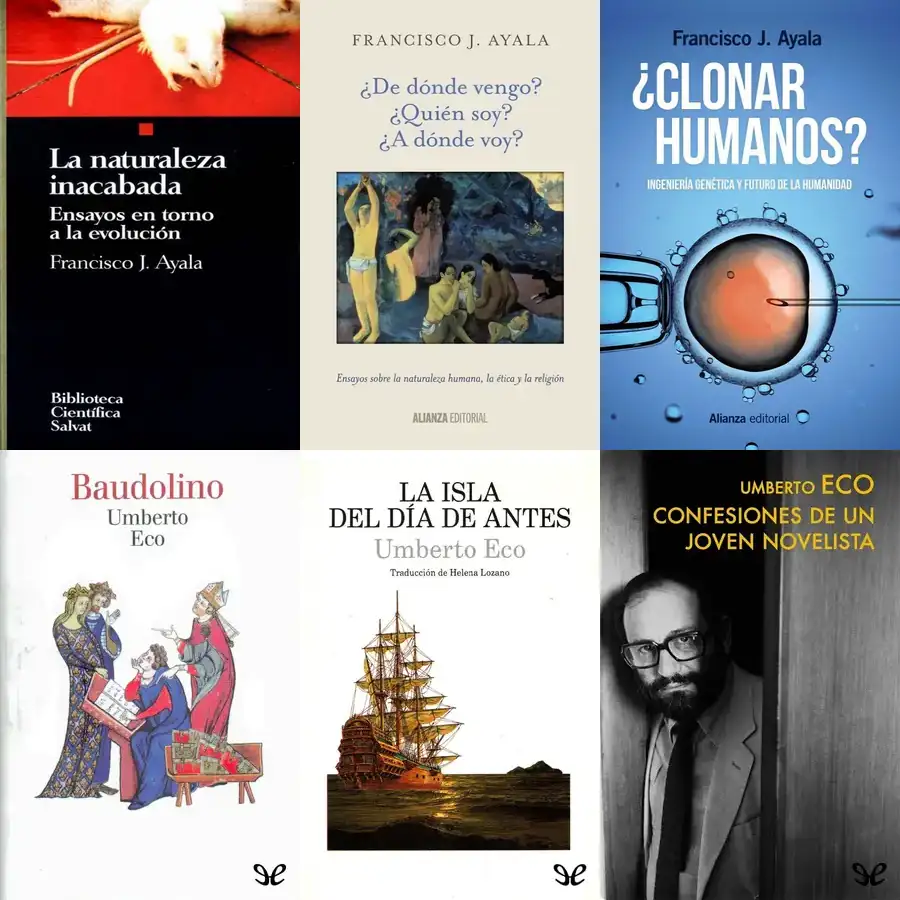 La naturaleza
inacabada
Ensayos en torno
a la evolución
Francisco J. Ayala
Biblioteca
Científica
Salvat
FRANCISCO J. AYALA
¿De dónde vengo?
¿Quién soy?
¿A dónde voy?
Ensayos sobre la naturaleza humana, la ética y la religión
ALIANZA EDITORIAL
Francisco J. Ayala
¿CLONAR
HUMANOS?
INGENIERÍA GENÉTICA Y FUTURO DE LA HUMANIDAD
Alianza editorial
Baudolino
Umberto
Eco
LA ISLA
DEL DÍA DE ANTES
Umberto Eco
Traducción de Helena Lozano
UMBERTO ECO
CONFESIONES DE UN
JOVEN NOVELISTA